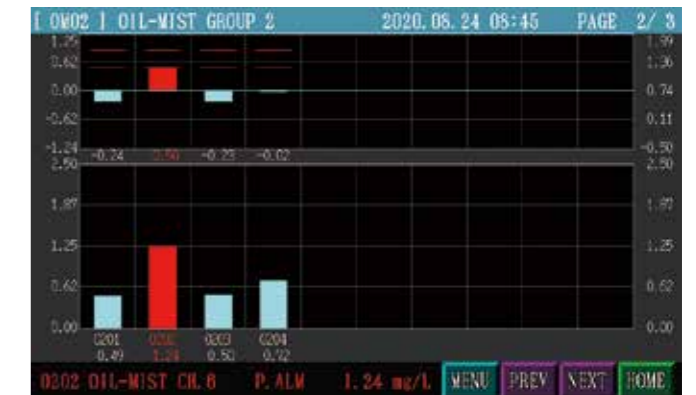 [ OM02 ] OIL-MIST GROUP 2 2020.08.24 08:45 PAGE 2/ 3
1.25 1.99
0.62 1.36
0.00 0.74
-0.62 0.11
-1.24 -0.24 0.50 -0.23 -0.02 -0.50
2.50 2.50
1.87 1.87
1.25 1.25
0.62 0.62
0.00 0.00
0201 0202 0203 0204
0.49 1.24 0.50 0.72
0202 OIL-MIST CH. 8 P.ALM 1.24 mg/L MENU PREV NEXT HOME